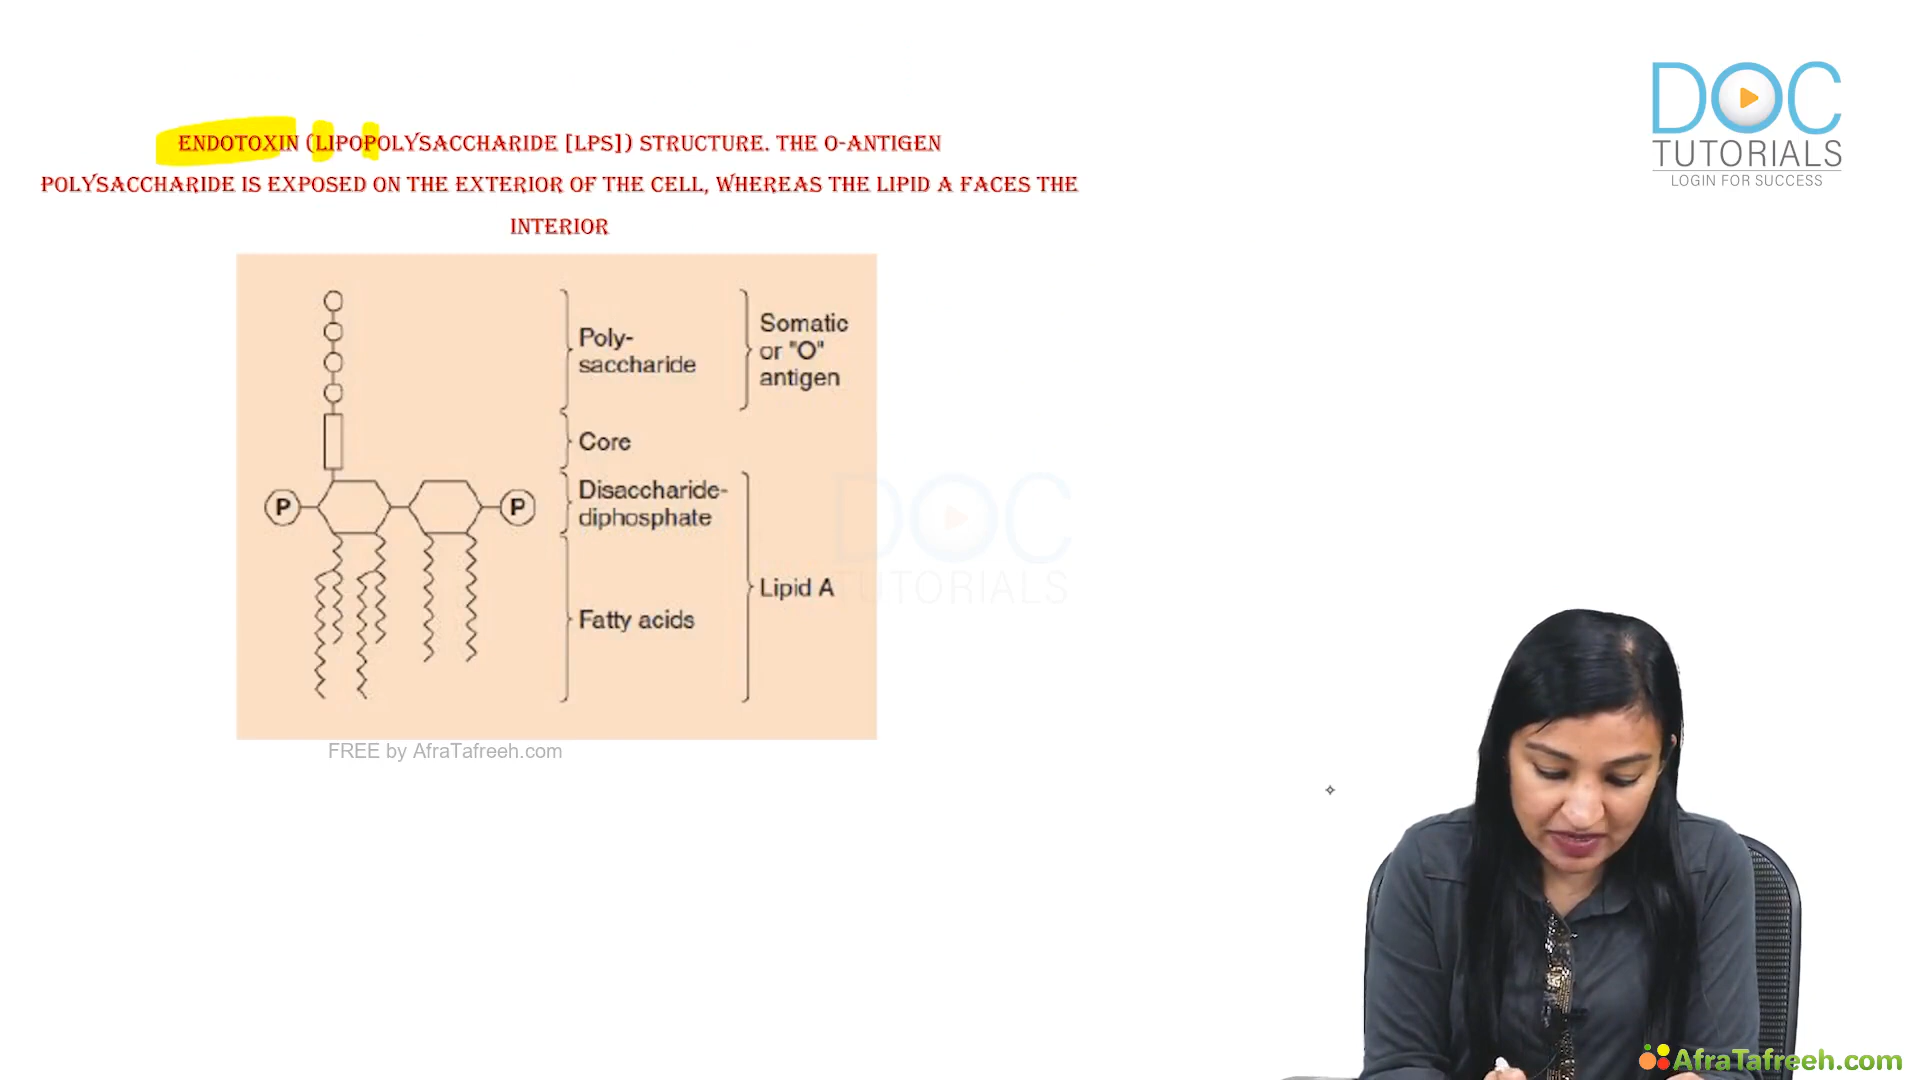 DOC
TUTORIALS
LOGIN FOR SUCCESS
ENDOTOXIN (LIPOPOLYSACCHARIDE [LPS]) STRUCTURE. THE O-ANTIGEN
POLYSACCHARIDE IS EXPOSED ON THE EXTERIOR OF THE CELL, WHEREAS THE LIPID A FACES THE
INTERIOR
Poly-
saccharide
Somatic
or "O"
antigen
Core
P
P
Disaccharide-
diphosphate
Fatty acids
Lipid A
DOC
TUTORIALS
FREE by AfraTafreeh.com
AfraTafreeh.com